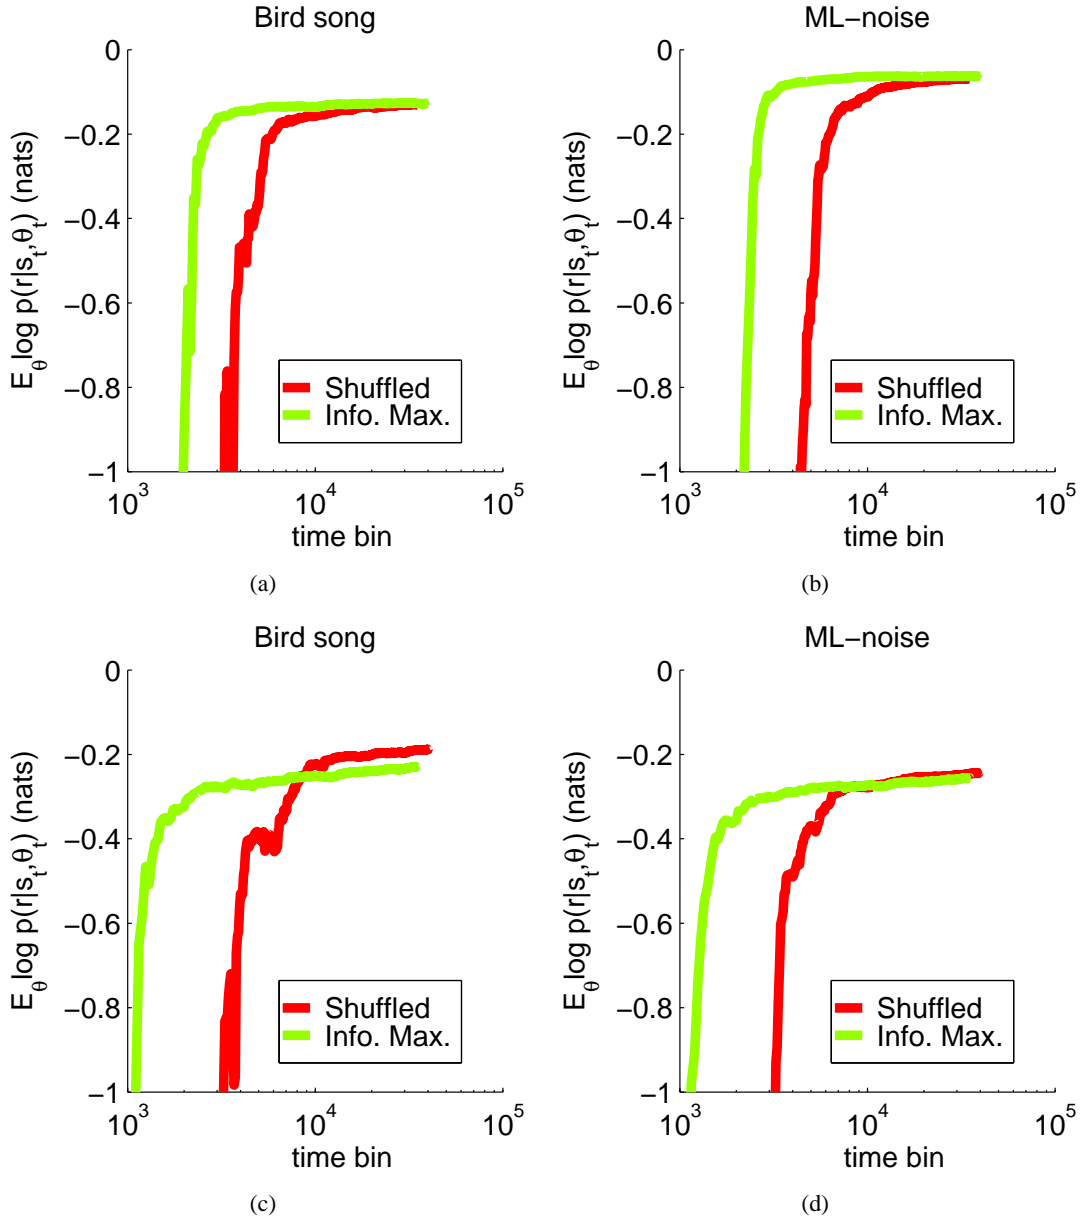 Bird song
0
−0.2
−0.4
−0.6
−0.8
−1
E_θ log p(r|s_t,θ_t) (nats)
Shuffled
Info. Max.
10^3
10^4
10^5
time bin
(a)
ML−noise
0
−0.2
−0.4
−0.6
−0.8
−1
E_θ log p(r|s_t,θ_t) (nats)
Shuffled
Info. Max.
10^3
10^4
10^5
time bin
(b)
Bird song
0
−0.2
−0.4
−0.6
−0.8
−1
E_θ log p(r|s_t,θ_t) (nats)
Shuffled
Info. Max.
10^3
10^4
10^5
time bin
(c)
ML−noise
0
−0.2
−0.4
−0.6
−0.8
−1
E_θ log p(r|s_t,θ_t) (nats)
Shuffled
Info. Max.
10^3
10^4
10^5
time bin
(d)